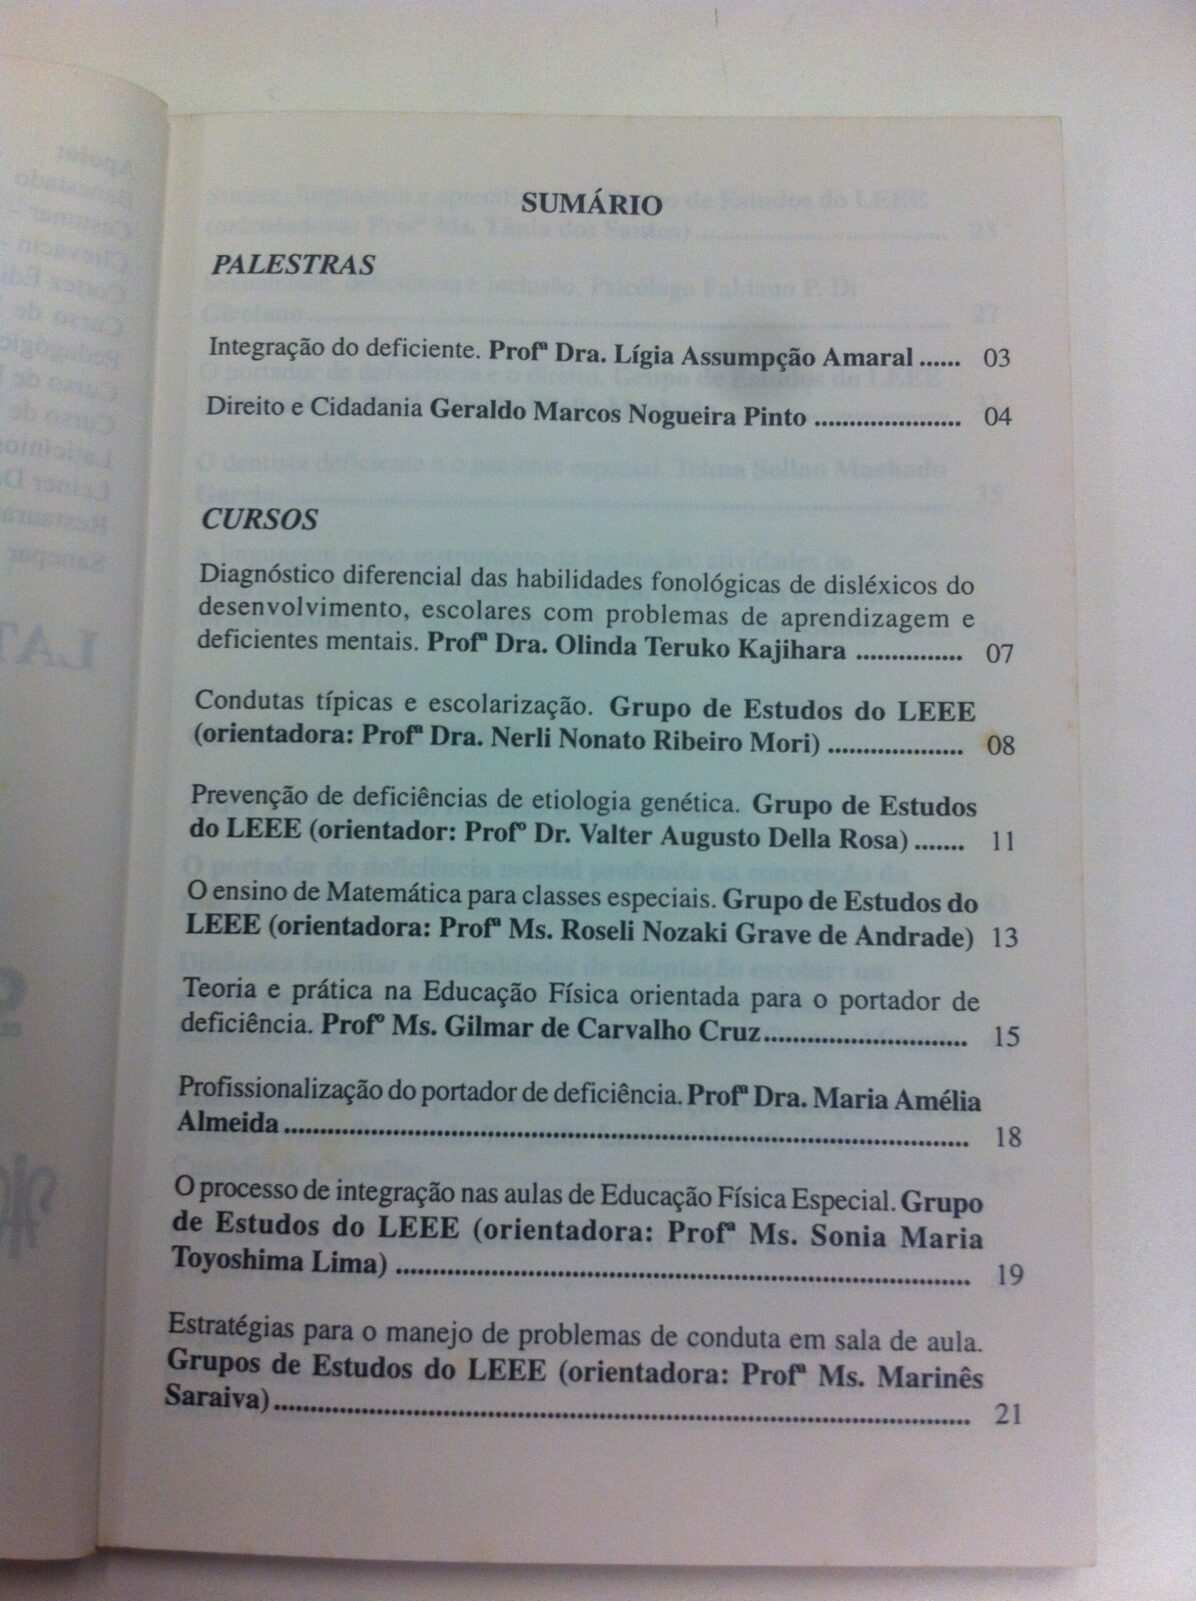 SUMÁRIO
PALESTRAS
Integração do deficiente. Profª Dra. Lígia Assumpção Amaral ...... 03
Direito e Cidadania Geraldo Marcos Nogueira Pinto ..................... 04
CURSOS
Diagnóstico diferencial das habilidades fonológicas de disléxicos do
desenvolvimento, escolares com problemas de aprendizagem e
deficientes mentais. Profª Dra. Olinda Teruko Kajihara ................ 07
Condutas típicas e escolarização. Grupo de Estudos do LEEE
(orientadora: Profª Dra. Nerli Nonato Ribeiro Mori) .................... 08
Prevenção de deficiências de etiologia genética. Grupo de Estudos
do LEEE (orientador: Profº Dr. Valter Augusto Della Rosa) ....... 11
O ensino de Matemática para classes especiais. Grupo de Estudos do
LEEE (orientadora: Profª Ms. Roseli Nozaki Grave de Andrade) 13
Teoria e prática na Educação Física orientada para o portador de
deficiência. Profº Ms. Gilmar de Carvalho Cruz.............................. 15
Profissionalização do portador de deficiência. Profª Dra. Maria Amélia
Almeida ..................................................................................................... 18
O processo de integração nas aulas de Educação Física Especial. Grupo
de Estudos do LEEE (orientadora: Profª Ms. Sonia Maria
Toyoshima Lima) ..................................................................................... 19
Estratégias para o manejo de problemas de conduta em sala de aula.
Grupos de Estudos do LEEE (orientadora: Profª Ms. Marinês
Saraiva) ...................................................................................................... 21